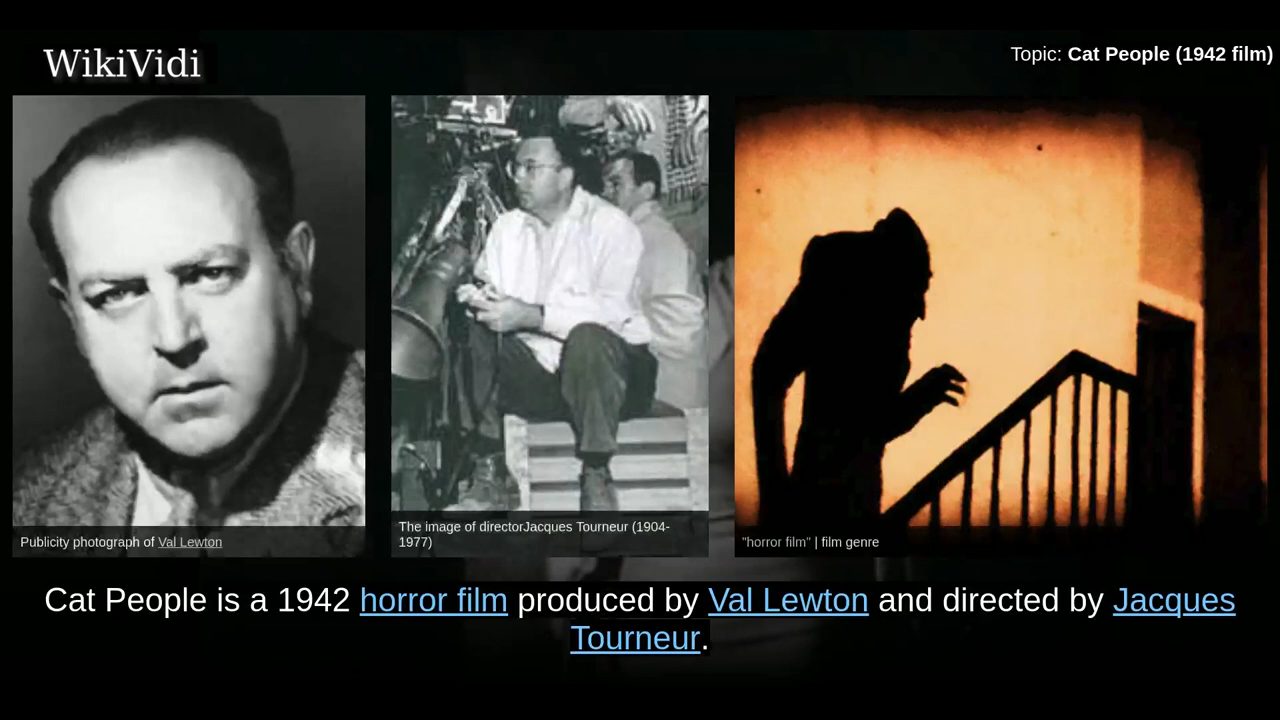 WikiVidi
Topic: Cat People (1942 film)
Publicity photograph of Val Lewton
The image of directorJacques Tourneur (1904-
1977)
"horror film" | film genre
Cat People is a 1942 horror film produced by Val Lewton and directed by Jacques
Tourneur.